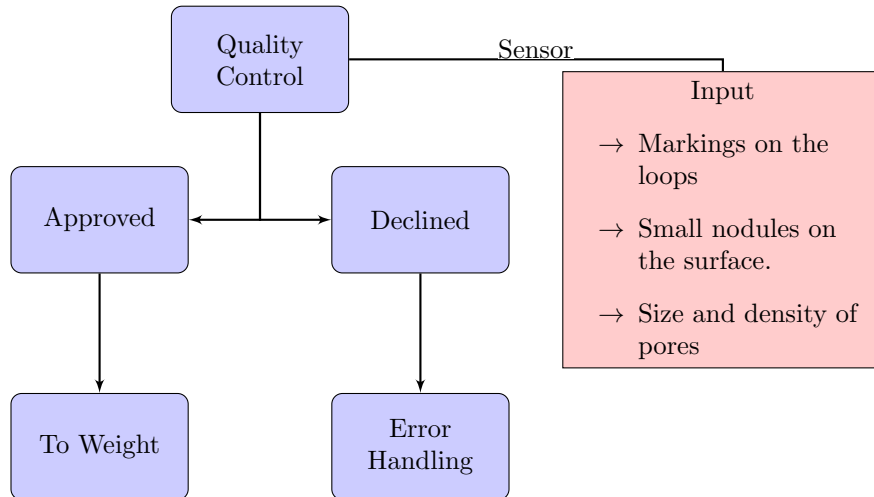 Quality
Control
Sensor
Input
→ Markings on the
loops
→ Small nodules on
the surface.
→ Size and density of
pores
Approved
Declined
To Weight
Error
Handling